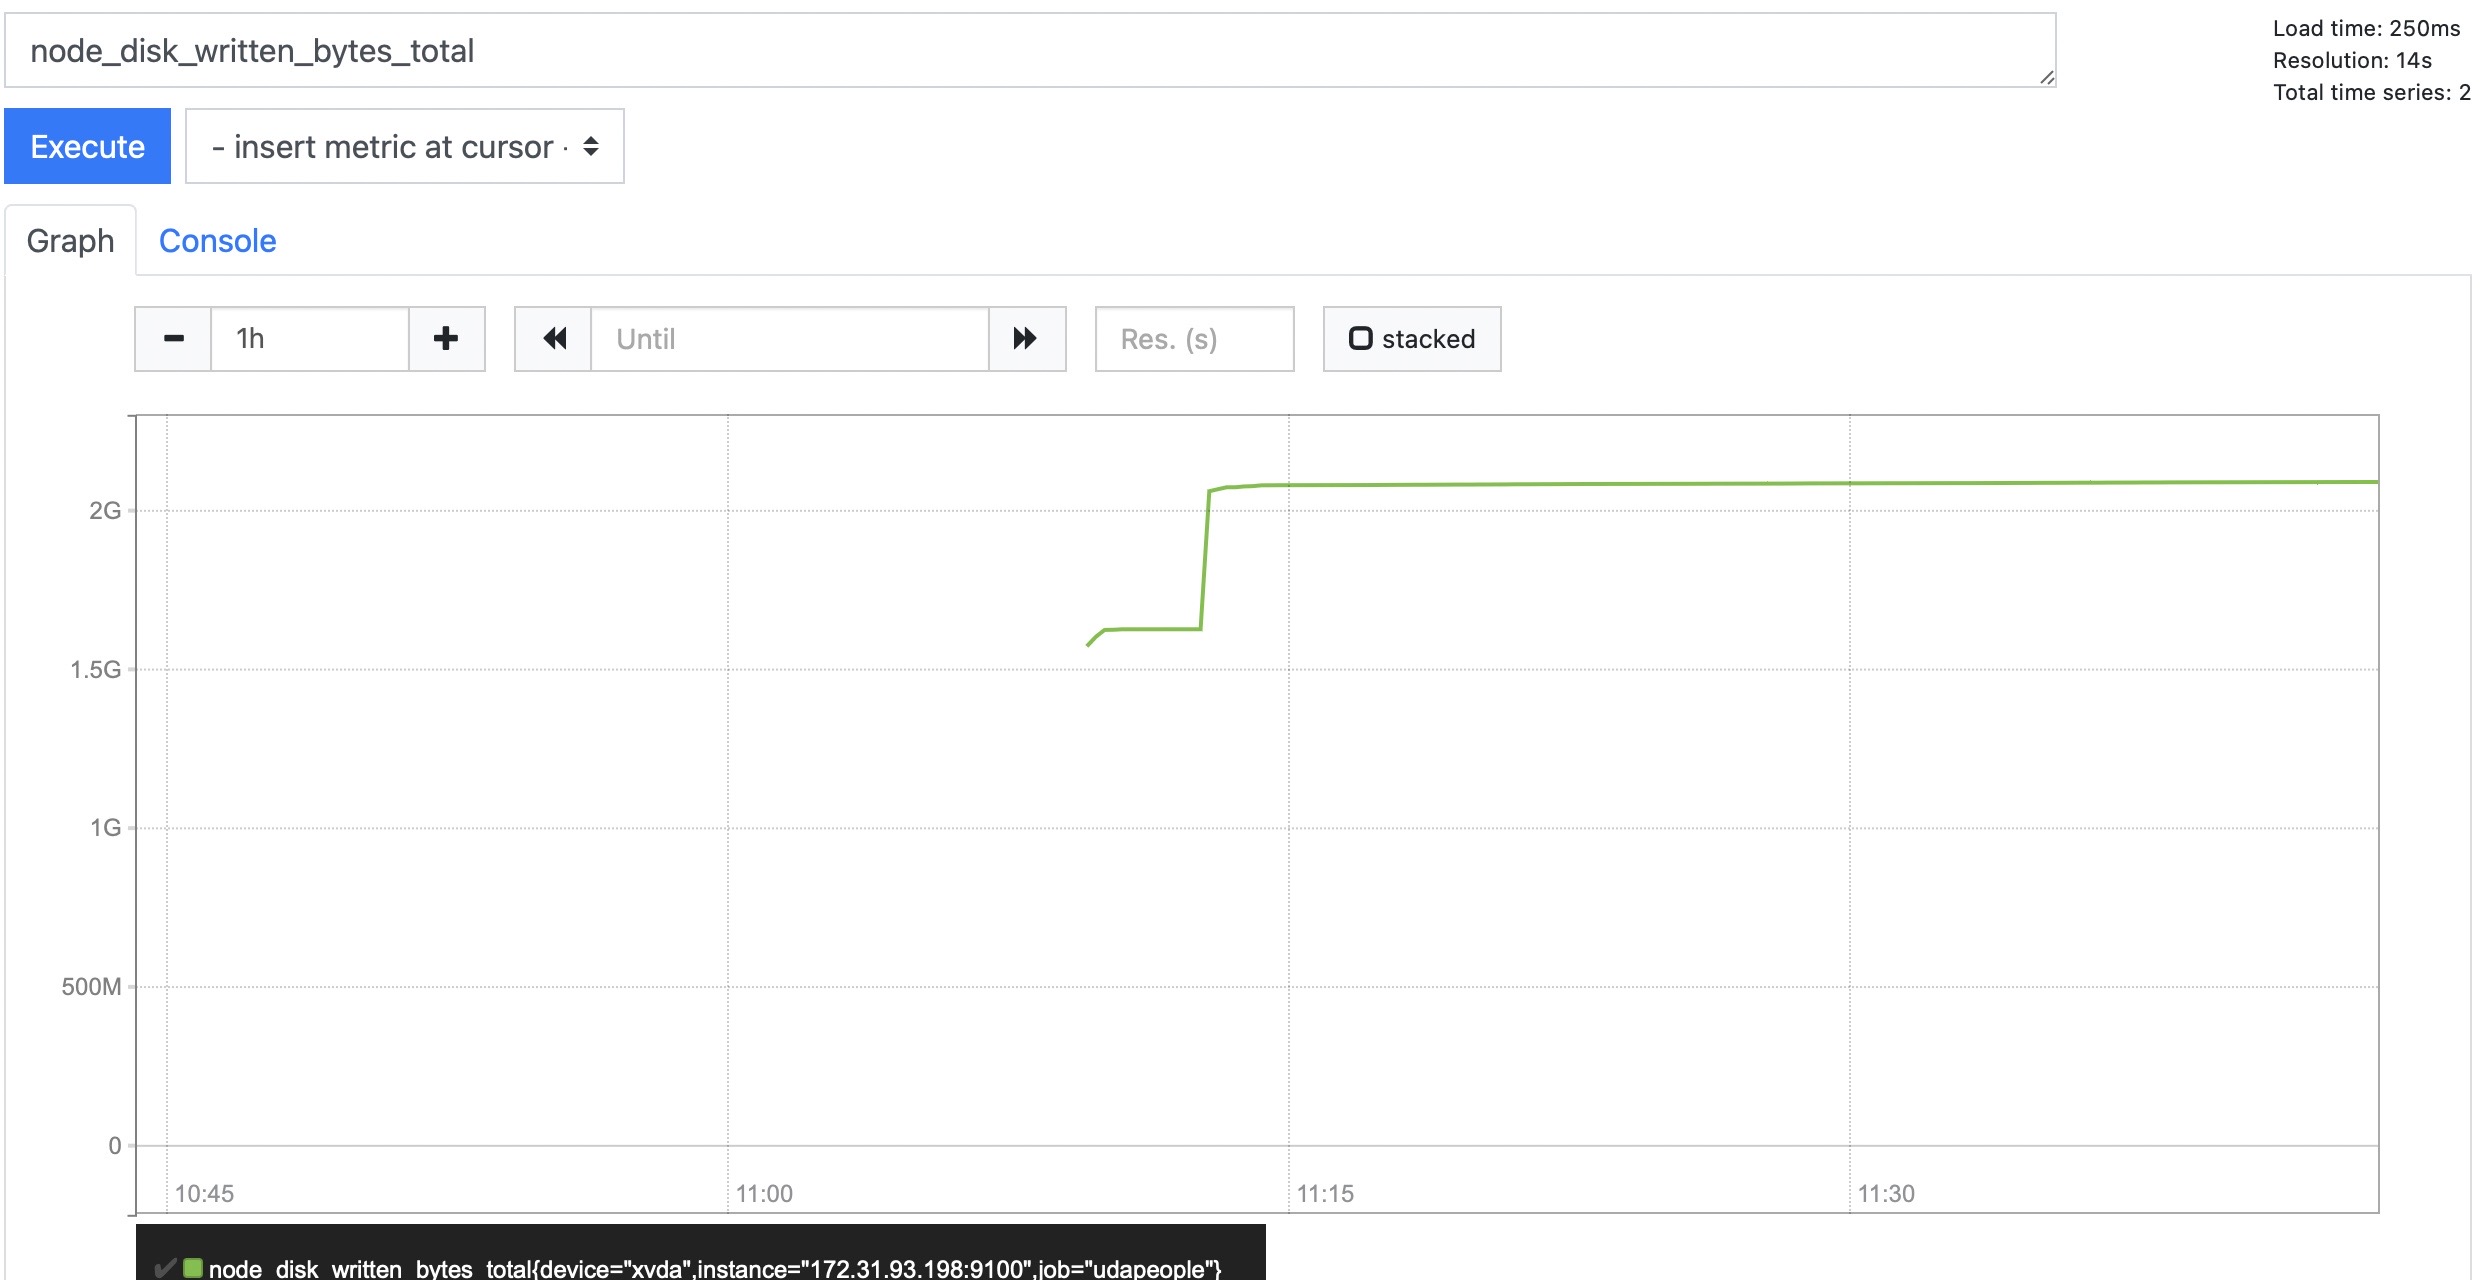 node_disk_written_bytes_total
Load time: 250ms
Resolution: 14s
Total time series: 2
Execute
- insert metric at cursor -
Graph
Console
1h
Until
Res. (s)
stacked
2G
1.5G
1G
500M
0
10:45
11:00
11:15
11:30
node_disk_written_bytes_total{device="xvda",instance="172.31.93.198:9100",job="udapeople"}